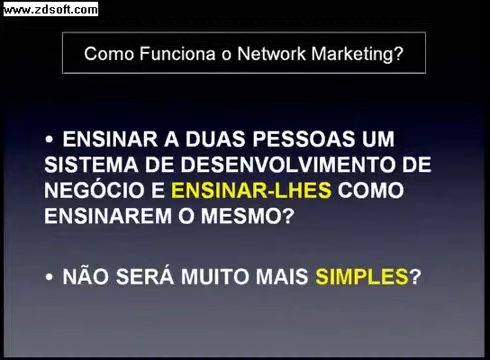 www.zdsoft.com
Como Funciona o Network Marketing?
• ENSINAR A DUAS PESSOAS UM
SISTEMA DE DESENVOLVIMENTO DE
NEGÓCIO E ENSINAR-LHES COMO
ENSINAREM O MESMO?
• NÃO SERÁ MUITO MAIS SIMPLES?